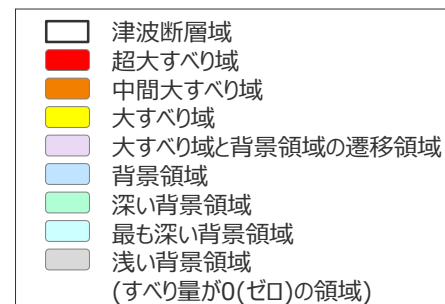 津波断層域
超大すべり域
中間大すべり域
大すべり域
大すべり域と背景領域の遷移領域
背景領域
深い背景領域
最も深い背景領域
浅い背景領域
(すべり量が0(ゼロ)の領域)